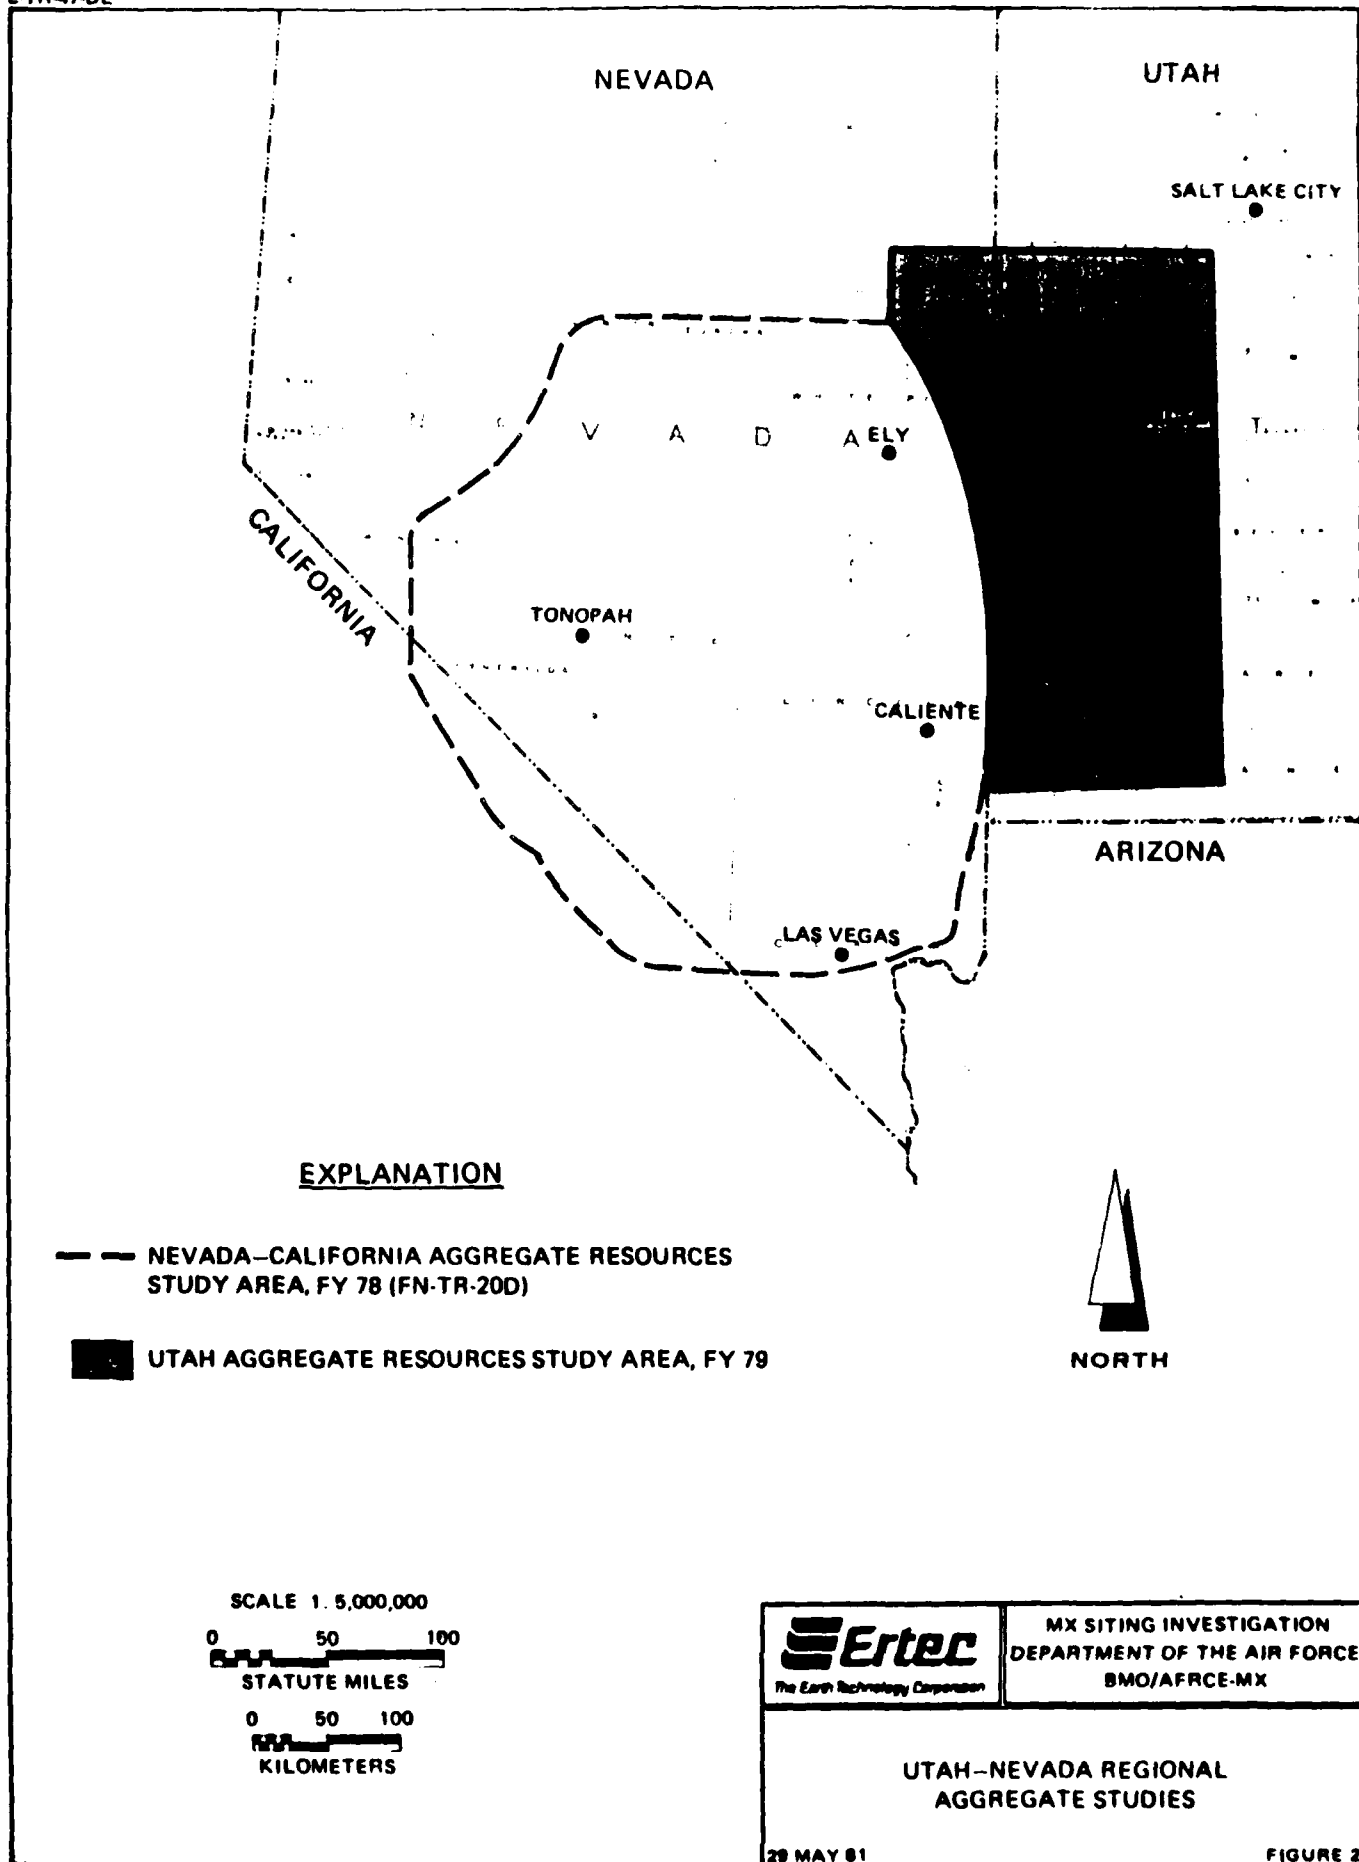 NEVADA
UTAH
SALT LAKE CITY
N V A D A
ELY
CALIFORNIA
TONOPAH
CALIENTE
ARIZONA
LAS VEGAS
EXPLANATION
NEVADA–CALIFORNIA AGGREGATE RESOURCES
STUDY AREA, FY 78 (FN-TR-20D)
UTAH AGGREGATE RESOURCES STUDY AREA, FY 79
NORTH
SCALE 1:5,000,000
0 50 100
STATUTE MILES
0 50 100
KILOMETERS
Ertec
The Earth Technology Corporation
MX SITING INVESTIGATION
DEPARTMENT OF THE AIR FORCE
BMO/AFRCE-MX
UTAH–NEVADA REGIONAL
AGGREGATE STUDIES
29 MAY 81
FIGURE 2